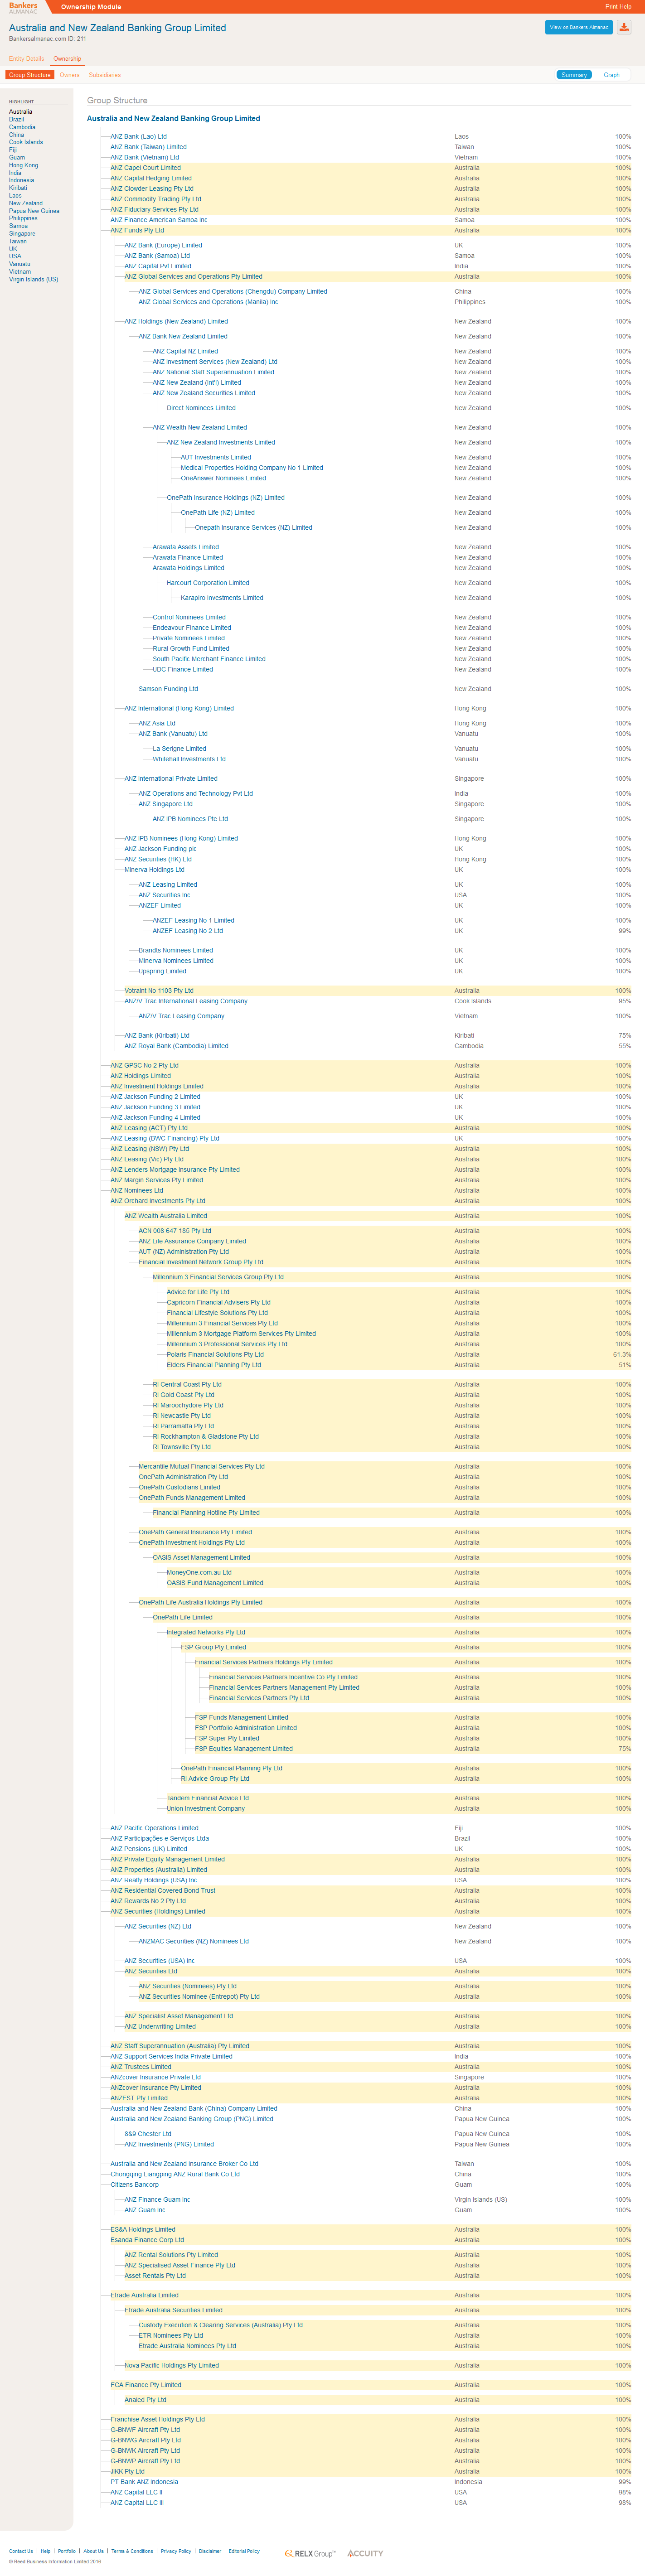 Bankers
ALMANAC
Ownership Module
Print Help
Australia and New Zealand Banking Group Limited
Bankersalmanac.com ID: 211
View on Bankers Almanac
Entity Details Ownership
Group Structure Owners Subsidiaries
Summary Graph
HIGHLIGHT
Australia
Brazil
Cambodia
China
Cook Islands
Fiji
Guam
Hong Kong
India
Indonesia
Kiribati
Laos
New Zealand
Papua New Guinea
Philippines
Samoa
Singapore
Taiwan
UK
USA
Vanuatu
Vietnam
Virgin Islands (US)
Group Structure
Australia and New Zealand Banking Group Limited
ANZ Bank (Lao) Ltd Laos 100%
ANZ Bank (Taiwan) Limited Taiwan 100%
ANZ Bank (Vietnam) Ltd Vietnam 100%
ANZ Capel Court Limited Australia 100%
ANZ Capital Hedging Limited Australia 100%
ANZ Clowder Leasing Pty Ltd Australia 100%
ANZ Commodity Trading Pty Ltd Australia 100%
ANZ Fiduciary Services Pty Ltd Australia 100%
ANZ Finance American Samoa Inc Samoa 100%
ANZ Funds Pty Ltd Australia 100%
ANZ Bank (Europe) Limited UK 100%
ANZ Bank (Samoa) Ltd Samoa 100%
ANZ Capital Pvt Limited India 100%
ANZ Global Services and Operations Pty Limited Australia 100%
ANZ Global Services and Operations (Chengdu) Company Limited China 100%
ANZ Global Services and Operations (Manila) Inc Philippines 100%
ANZ Holdings (New Zealand) Limited New Zealand 100%
ANZ Bank New Zealand Limited New Zealand 100%
ANZ Capital NZ Limited New Zealand 100%
ANZ Investment Services (New Zealand) Ltd New Zealand 100%
ANZ National Staff Superannuation Limited New Zealand 100%
ANZ New Zealand (Int'l) Limited New Zealand 100%
ANZ New Zealand Securities Limited New Zealand 100%
Direct Nominees Limited New Zealand 100%
ANZ Wealth New Zealand Limited New Zealand 100%
ANZ New Zealand Investments Limited New Zealand 100%
AUT Investments Limited New Zealand 100%
Medical Properties Holding Company No 1 Limited New Zealand 100%
OneAnswer Nominees Limited New Zealand 100%
OnePath Insurance Holdings (NZ) Limited New Zealand 100%
OnePath Life (NZ) Limited New Zealand 100%
Onepath Insurance Services (NZ) Limited New Zealand 100%
Arawata Assets Limited New Zealand 100%
Arawata Finance Limited New Zealand 100%
Arawata Holdings Limited New Zealand 100%
Harcourt Corporation Limited New Zealand 100%
Karapiro Investments Limited New Zealand 100%
Control Nominees Limited New Zealand 100%
Endeavour Finance Limited New Zealand 100%
Private Nominees Limited New Zealand 100%
Rural Growth Fund Limited New Zealand 100%
South Pacific Merchant Finance Limited New Zealand 100%
UDC Finance Limited New Zealand 100%
Samson Funding Ltd New Zealand 100%
ANZ International (Hong Kong) Limited Hong Kong 100%
ANZ Asia Ltd Hong Kong 100%
ANZ Bank (Vanuatu) Ltd Vanuatu 100%
La Serigne Limited Vanuatu 100%
Whitehall Investments Ltd Vanuatu 100%
ANZ International Private Limited Singapore 100%
ANZ Operations and Technology Pvt Ltd India 100%
ANZ Singapore Ltd Singapore 100%
ANZ IPB Nominees Pte Ltd Singapore 100%
ANZ IPB Nominees (Hong Kong) Limited Hong Kong 100%
ANZ Jackson Funding plc UK 100%
ANZ Securities (HK) Ltd Hong Kong 100%
Minerva Holdings Ltd UK 100%
ANZ Leasing Limited UK 100%
ANZ Securities Inc USA 100%
ANZEF Limited UK 100%
ANZEF Leasing No 1 Limited UK 100%
ANZEF Leasing No 2 Ltd UK 99%
Brandts Nominees Limited UK 100%
Minerva Nominees Limited UK 100%
Upspring Limited UK 100%
Votraint No 1103 Pty Ltd Australia 100%
ANZ/V Trac International Leasing Company Cook Islands 95%
ANZ/V Trac Leasing Company Vietnam 100%
ANZ Bank (Kiribati) Ltd Kiribati 75%
ANZ Royal Bank (Cambodia) Limited Cambodia 55%
ANZ GPSC No 2 Pty Ltd Australia 100%
ANZ Holdings Limited Australia 100%
ANZ Investment Holdings Limited Australia 100%
ANZ Jackson Funding 2 Limited UK 100%
ANZ Jackson Funding 3 Limited UK 100%
ANZ Jackson Funding 4 Limited UK 100%
ANZ Leasing (ACT) Pty Ltd Australia 100%
ANZ Leasing (BWC Financing) Pty Ltd UK 100%
ANZ Leasing (NSW) Pty Ltd Australia 100%
ANZ Leasing (Vic) Pty Ltd Australia 100%
ANZ Lenders Mortgage Insurance Pty Limited Australia 100%
ANZ Margin Services Pty Limited Australia 100%
ANZ Nominees Ltd Australia 100%
ANZ Orchard Investments Pty Ltd Australia 100%
ANZ Wealth Australia Limited Australia 100%
ACN 008 647 185 Pty Ltd Australia 100%
ANZ Life Assurance Company Limited Australia 100%
AUT (NZ) Administration Pty Ltd Australia 100%
Financial Investment Network Group Pty Ltd Australia 100%
Millennium 3 Financial Services Group Pty Ltd Australia 100%
Advice for Life Pty Ltd Australia 100%
Capricorn Financial Advisers Pty Ltd Australia 100%
Financial Lifestyle Solutions Pty Ltd Australia 100%
Millennium 3 Financial Services Pty Ltd Australia 100%
Millennium 3 Mortgage Platform Services Pty Limited Australia 100%
Millennium 3 Professional Services Pty Ltd Australia 100%
Polaris Financial Solutions Pty Ltd Australia 61.3%
Elders Financial Planning Pty Ltd Australia 51%
RI Central Coast Pty Ltd Australia 100%
RI Gold Coast Pty Ltd Australia 100%
RI Maroochydore Pty Ltd Australia 100%
RI Newcastle Pty Ltd Australia 100%
RI Parramatta Pty Ltd Australia 100%
RI Rockhampton & Gladstone Pty Ltd Australia 100%
RI Townsville Pty Ltd Australia 100%
Mercantile Mutual Financial Services Pty Ltd Australia 100%
OnePath Administration Pty Ltd Australia 100%
OnePath Custodians Limited Australia 100%
OnePath Funds Management Limited Australia 100%
Financial Planning Hotline Pty Limited Australia 100%
OnePath General Insurance Pty Limited Australia 100%
OnePath Investment Holdings Pty Ltd Australia 100%
OASIS Asset Management Limited Australia 100%
MoneyOne.com.au Ltd Australia 100%
OASIS Fund Management Limited Australia 100%
OnePath Life Australia Holdings Pty Limited Australia 100%
OnePath Life Limited Australia 100%
Integrated Networks Pty Ltd Australia 100%
FSP Group Pty Limited Australia 100%
Financial Services Partners Holdings Pty Limited Australia 100%
Financial Services Partners Incentive Co Pty Limited Australia 100%
Financial Services Partners Management Pty Limited Australia 100%
Financial Services Partners Pty Ltd Australia 100%
FSP Funds Management Limited Australia 100%
FSP Portfolio Administration Limited Australia 100%
FSP Super Pty Limited Australia 100%
FSP Equities Management Limited Australia 75%
OnePath Financial Planning Pty Ltd Australia 100%
RI Advice Group Pty Ltd Australia 100%
Tandem Financial Advice Ltd Australia 100%
Union Investment Company Australia 100%
ANZ Pacific Operations Limited Fiji 100%
ANZ Participações e Serviços Ltda Brazil 100%
ANZ Pensions (UK) Limited UK 100%
ANZ Private Equity Management Limited Australia 100%
ANZ Properties (Australia) Limited Australia 100%
ANZ Realty Holdings (USA) Inc USA 100%
ANZ Residential Covered Bond Trust Australia 100%
ANZ Rewards No 2 Pty Ltd Australia 100%
ANZ Securities (Holdings) Limited Australia 100%
ANZ Securities (NZ) Ltd New Zealand 100%
ANZMAC Securities (NZ) Nominees Ltd New Zealand 100%
ANZ Securities (USA) Inc USA 100%
ANZ Securities Ltd Australia 100%
ANZ Securities (Nominees) Pty Ltd Australia 100%
ANZ Securities Nominee (Entrepot) Pty Ltd Australia 100%
ANZ Specialist Asset Management Ltd Australia 100%
ANZ Underwriting Limited Australia 100%
ANZ Staff Superannuation (Australia) Pty Limited Australia 100%
ANZ Support Services India Private Limited India 100%
ANZ Trustees Limited Australia 100%
ANZcover Insurance Private Ltd Singapore 100%
ANZcover Insurance Pty Limited Australia 100%
ANZEST Pty Limited Australia 100%
Australia and New Zealand Bank (China) Company Limited China 100%
Australia and New Zealand Banking Group (PNG) Limited Papua New Guinea 100%
8&9 Chester Ltd Papua New Guinea 100%
ANZ Investments (PNG) Limited Papua New Guinea 100%
Australia and New Zealand Insurance Broker Co Ltd Taiwan 100%
Chongqing Liangping ANZ Rural Bank Co Ltd China 100%
Citizens Bancorp Guam 100%
ANZ Finance Guam Inc Virgin Islands (US) 100%
ANZ Guam Inc Guam 100%
ES&A Holdings Limited Australia 100%
Esanda Finance Corp Ltd Australia 100%
ANZ Rental Solutions Pty Limited Australia 100%
ANZ Specialised Asset Finance Pty Ltd Australia 100%
Asset Rentals Pty Ltd Australia 100%
Etrade Australia Limited Australia 100%
Etrade Australia Securities Limited Australia 100%
Custody Execution & Clearing Services (Australia) Pty Ltd Australia 100%
ETR Nominees Pty Ltd Australia 100%
Etrade Australia Nominees Pty Ltd Australia 100%
Nova Pacific Holdings Pty Limited Australia 100%
FCA Finance Pty Limited Australia 100%
Analed Pty Ltd Australia 100%
Franchise Asset Holdings Pty Ltd Australia 100%
G-BNWF Aircraft Pty Ltd Australia 100%
G-BNWG Aircraft Pty Ltd Australia 100%
G-BNWK Aircraft Pty Ltd Australia 100%
G-BNWP Aircraft Pty Ltd Australia 100%
JIKK Pty Ltd Australia 100%
PT Bank ANZ Indonesia Indonesia 99%
ANZ Capital LLC II USA 98%
ANZ Capital LLC III USA 98%
Contact Us | Help | Portfolio | About Us | Terms & Conditions | Privacy Policy | Disclaimer | Editorial Policy
RELX Group™
ACCUITY
© Reed Business Information Limited 2015